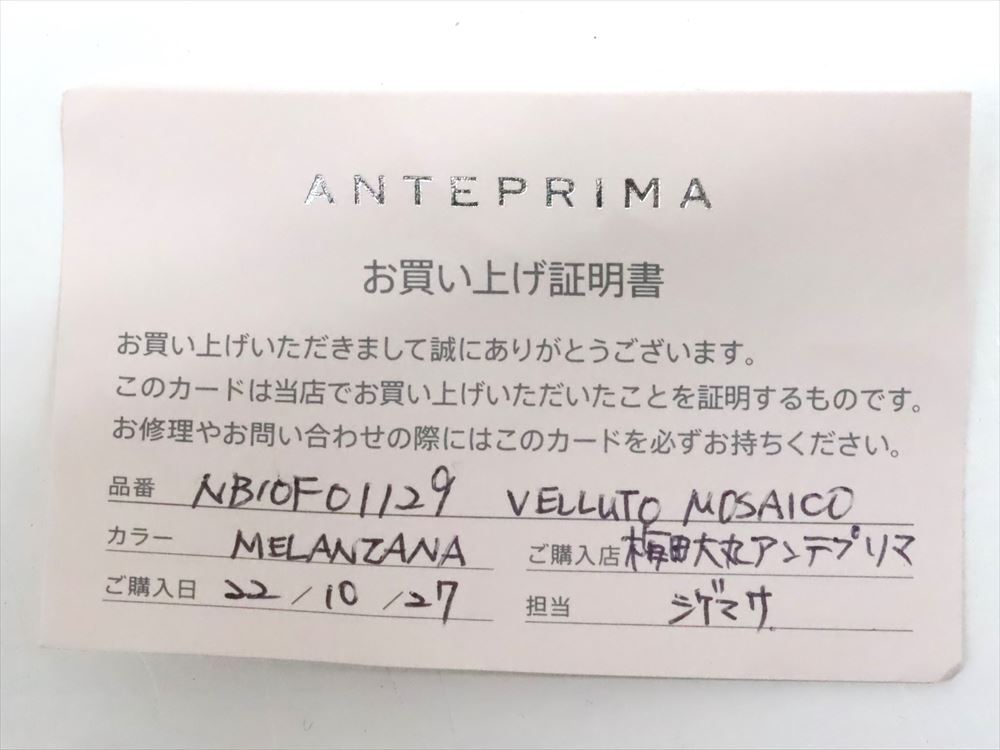 ANTEPRIMA
お買い上げ証明書
お買い上げいただきまして誠にありがとうございます。
このカードは当店でお買い上げいただいたことを証明するものです。
お修理やお問い合わせの際にはこのカードを必ずお持ちください。
品番 NB10F01129 VELLUTO MOSAICO
カラー MELANZANA ご購入店 梅田大丸アンテプリマ
ご購入日 22/10/27 担当 シゲマサ